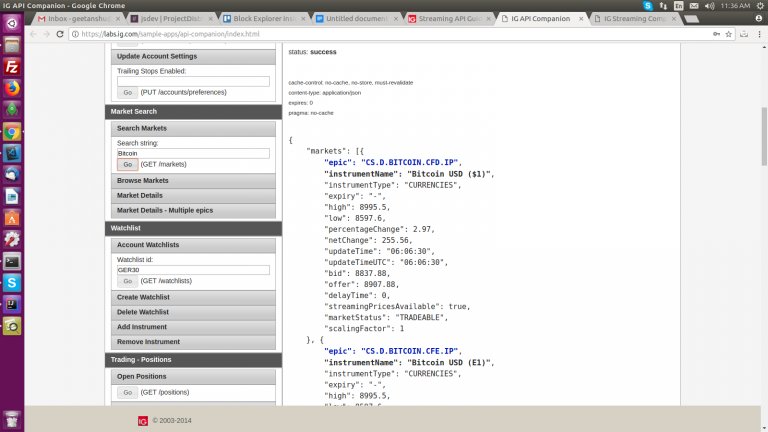 IG API Companion - Google Chrome
En
11:36 AM
Inbox - geetanshu@
jsdev | ProjectDist
Block Explorer Ins
Untitled document
Streaming API Gui
IG API Companion
IG Streaming Com
https://labs.ig.com/sample-apps/api-companion/index.html
Update Account Settings
Trailing Stops Enabled:
Go (PUT /accounts/preferences)
Market Search
Search Markets
Search string:
Bitcoin
Go (GET /markets)
Browse Markets
Market Details
Market Details - Multiple epics
Watchlist
Account Watchlists
Watchlist id:
GER30
Go (GET /watchlists)
Create Watchlist
Delete Watchlist
Add Instrument
Remove Instrument
Trading - Positions
Open Positions
Go (GET /positions)
status: success
cache-control: no-cache, no-store, must-revalidate
content-type: application/json
expires: 0
pragma: no-cache
{
"markets": [{
"epic": "CS.D.BITCOIN.CFD.IP",
"instrumentName": "Bitcoin USD ($1)",
"instrumentType": "CURRENCIES",
"expiry": "-",
"high": 8995.5,
"low": 8597.6,
"percentageChange": 2.97,
"netChange": 255.56,
"updateTime": "06:06:30",
"updateTimeUTC": "06:06:30",
"bid": 8837.88,
"offer": 8907.88,
"delayTime": 0,
"streamingPricesAvailable": true,
"marketStatus": "TRADEABLE",
"scalingFactor": 1
}, {
"epic": "CS.D.BITCOIN.CFE.IP",
"instrumentName": "Bitcoin USD (E1)",
"instrumentType": "CURRENCIES",
"expiry": "-",
"high": 8995.5,
"low": 8597.6,
IG © 2003-2014